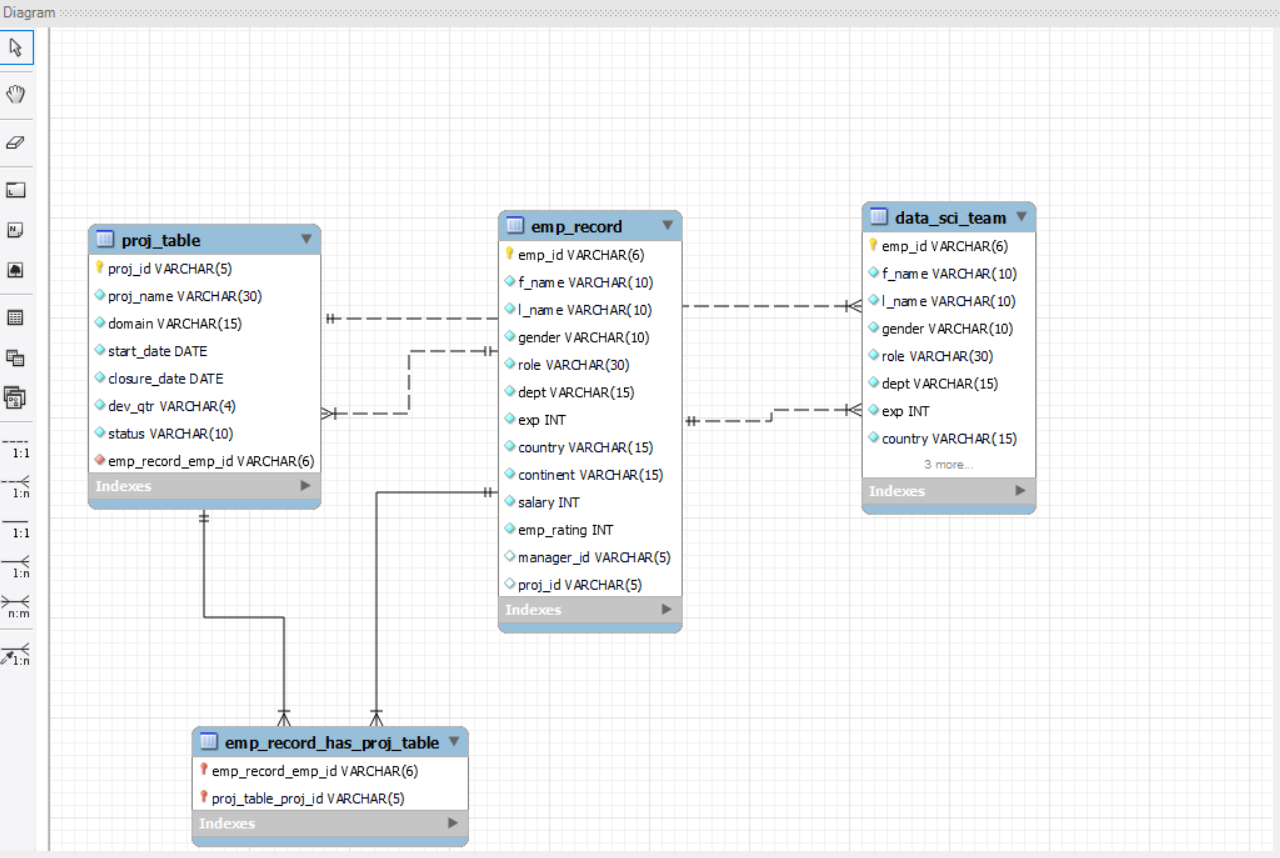 Diagram
1:1
1:n
1:1
1:n
n:m
1:n
proj_table
proj_id VARCHAR(5)
proj_name VARCHAR(30)
domain VARCHAR(15)
start_date DATE
closure_date DATE
dev_qtr VARCHAR(4)
status VARCHAR(10)
emp_record_emp_id VARCHAR(6)
Indexes
emp_record
emp_id VARCHAR(6)
f_name VARCHAR(10)
l_name VARCHAR(10)
gender VARCHAR(10)
role VARCHAR(30)
dept VARCHAR(15)
exp INT
country VARCHAR(15)
continent VARCHAR(15)
salary INT
emp_rating INT
manager_id VARCHAR(5)
proj_id VARCHAR(5)
Indexes
data_sci_team
emp_id VARCHAR(6)
f_name VARCHAR(10)
l_name VARCHAR(10)
gender VARCHAR(10)
role VARCHAR(30)
dept VARCHAR(15)
exp INT
country VARCHAR(15)
3 more...
Indexes
emp_record_has_proj_table
emp_record_emp_id VARCHAR(6)
proj_table_proj_id VARCHAR(5)
Indexes